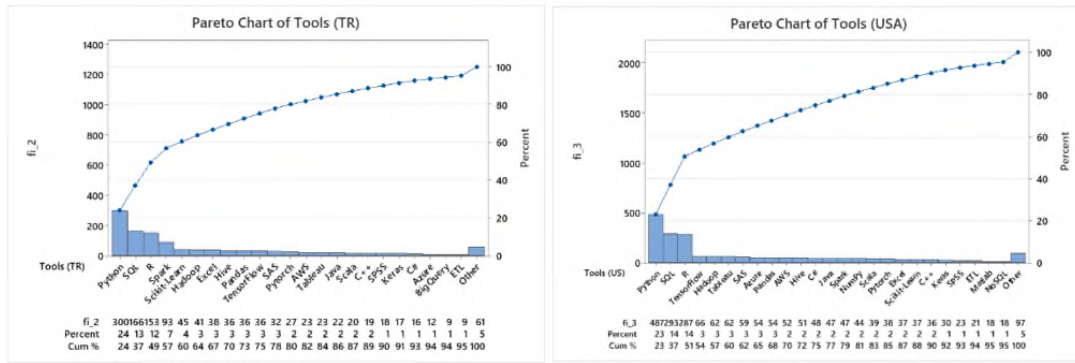 Pareto Chart of Tools (TR)
1400
1200
1000
800
600
400
200
0
fi_2
100
80
60
40
20
0
Percent
Tools (TR)
Python
SQL
R
Spark
Scikit-Learn
Hadoop
Excel
Hive
Pandas
TensorFlow
SAS
Pytorch
AWS
Tableau
Java
Scala
C++
SPSS
Keras
C#
Azure
Big Query
ETL
Other
fi_2 300 166 153 93 45 41 38 36 36 36 32 27 23 23 22 20 19 18 17 16 12 9 9 61
Percent 24 13 12 7 4 3 3 3 3 3 3 2 2 2 2 2 2 1 1 1 1 1 1 5
Cum % 24 37 49 57 60 64 67 70 73 75 78 80 82 84 86 87 89 90 91 93 94 94 95 100
Pareto Chart of Tools (USA)
2000
1500
1000
500
0
fi_3
100
80
60
40
20
0
Percent
Tools (US)
Python
SQL
R
TensorFlow
Hadoop
Tableau
SAS
Azure
Pandas
AWS
Hive
C#
Java
Spark
NumPy
Scala
Pytorch
Excel
Scikit-Learn
C++
Keras
SPSS
ETL
Matlab
NoSQL
Other
fi_3 487 293 287 66 62 62 59 54 54 52 51 48 47 47 44 39 38 37 37 35 30 23 21 18 18 97
Percent 23 14 14 3 3 3 3 3 3 2 2 2 2 2 2 2 2 2 2 2 1 1 1 1 1 5
Cum % 23 37 51 54 57 60 62 65 68 70 72 75 77 79 81 83 85 87 88 90 92 93 94 95 95 100